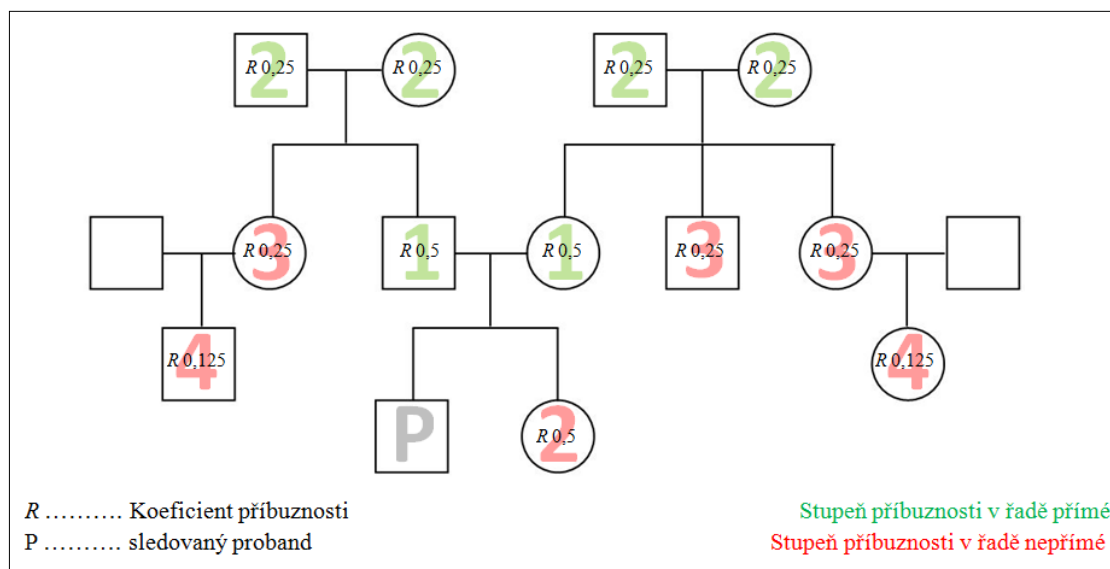 R 0,25 2 R 0,25 2 R 0,25 2 R 0,25 2
R 0,25 3 R 0,5 1 R 0,5 1 R 0,25 3 R 0,25 3
R 0,125 4 R 0,125 4
P R 0,5 2
R .......... Koeficient příbuznosti
Stupeň příbuznosti v řadě přímé
P .......... sledovaný proband
Stupeň příbuznosti v řadě nepřímé